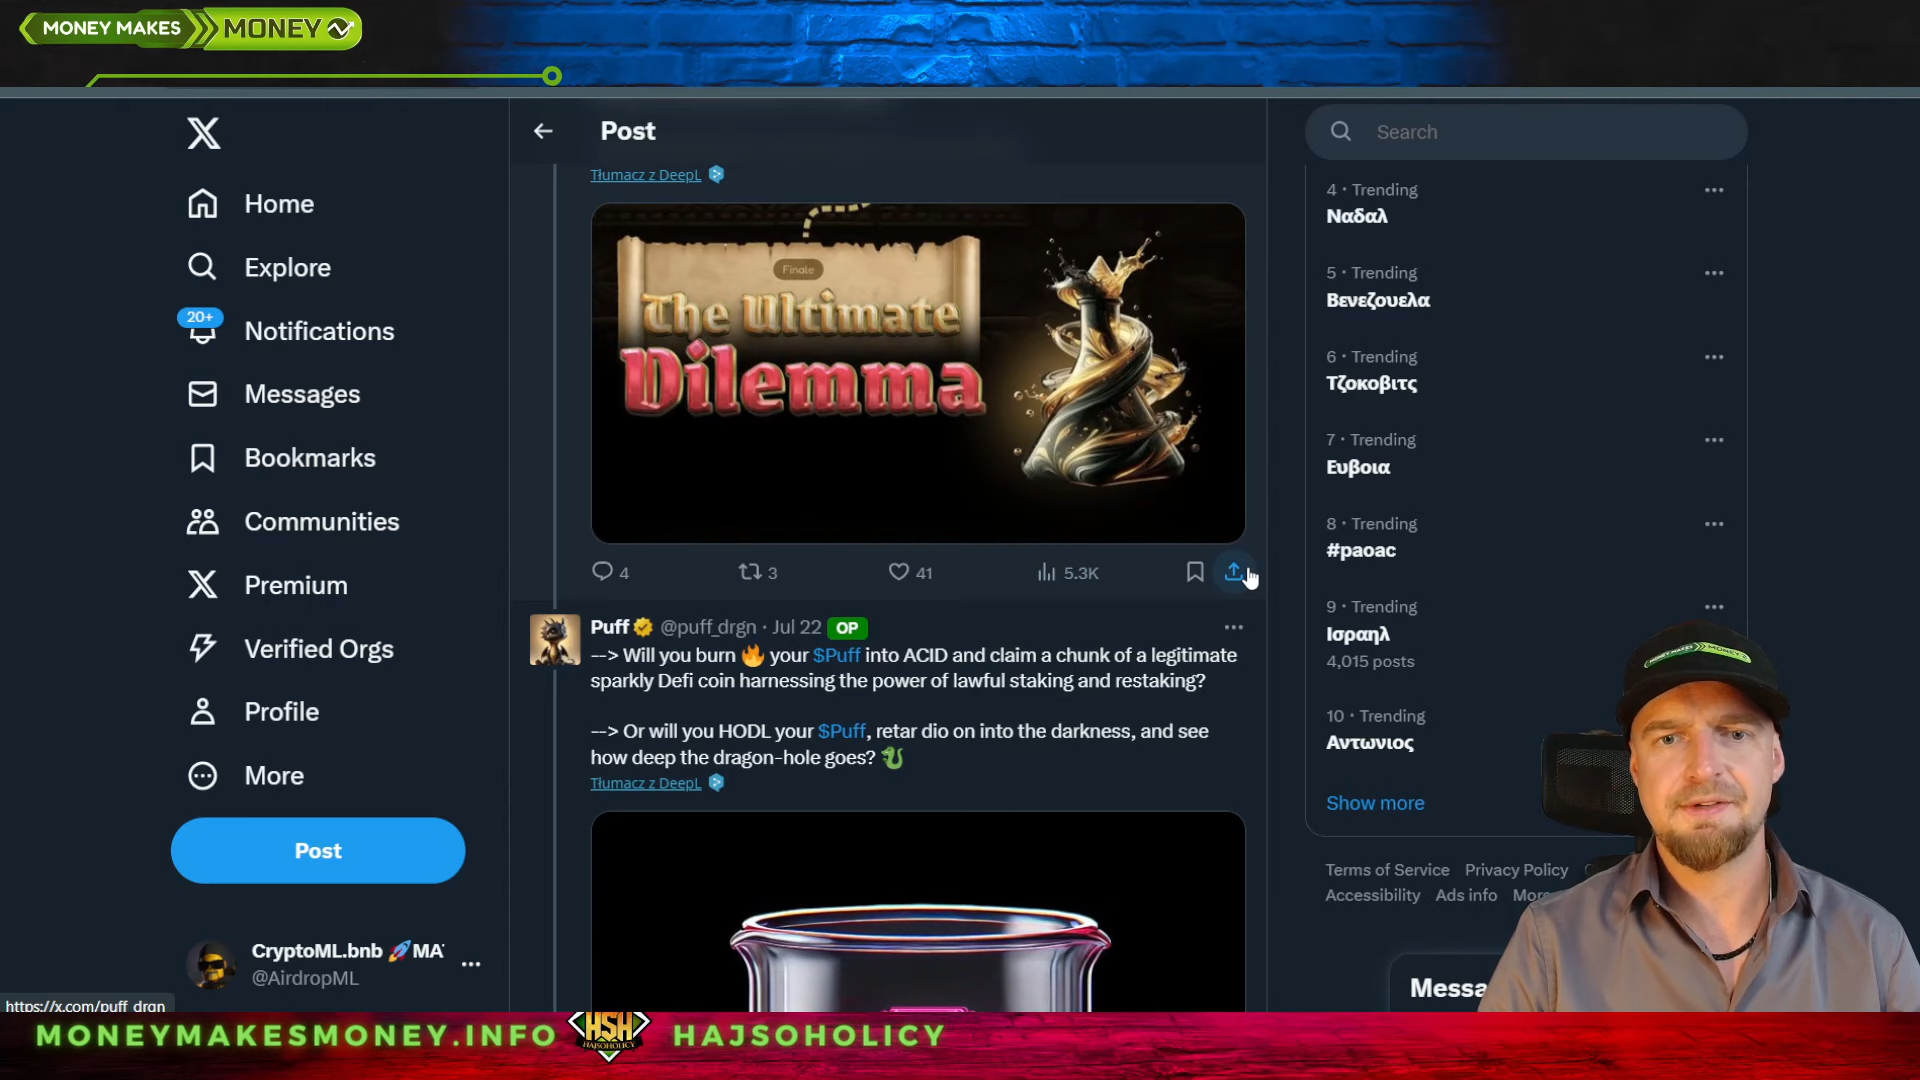 MONEY MAKES MONEY
Home
Explore
20+
Notifications
Messages
Bookmarks
Communities
Premium
Verified Orgs
Profile
More
Post
CryptoML.bnb 🚀MA
@AirdropML
https://x.com/puff_drgn
Post
Tłumacz z DeepL
Finale
The Ultimate
Dilemma
4
3
41
5.3K
Puff @puff_drgn · Jul 22 OP
––> Will you burn 🔥 your $Puff into ACID and claim a chunk of a legitimate
sparkly Defi coin harnessing the power of lawful staking and restaking?
––> Or will you HODL your $Puff, retar dio on into the darkness, and see
how deep the dragon-hole goes? 🐉
Tłumacz z DeepL
Search
4 · Trending
Ναδαλ
5 · Trending
Βενεζουελα
6 · Trending
Τζοκοβιτς
7 · Trending
Ευβοια
8 · Trending
#παοας
9 · Trending
Ισραηλ
4,015 posts
10 · Trending
Αντωνιος
Show more
Terms of Service Privacy Policy
Accessibility Ads info
Messa
MONEY MAKES MONEY
MONEYMAKESMONEY.INFO
HSH
HAJSOHOLICY
HAJSOHOLICY